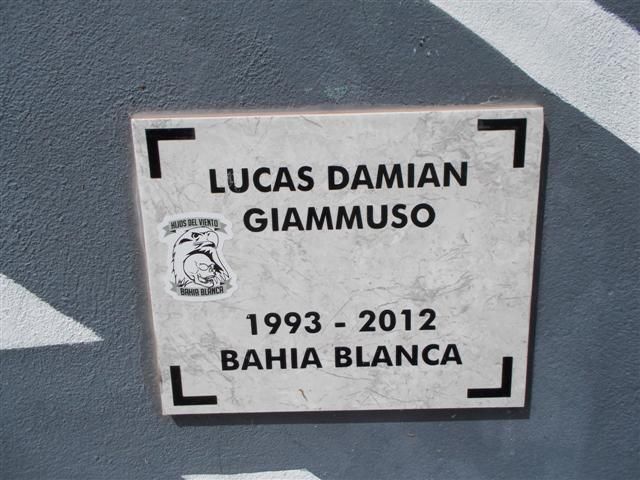 LUCAS DAMIAN
GIAMMUSO
HIJOS DEL VIENTO
BAHIA BLANCA
1993 - 2012
BAHIA BLANCA